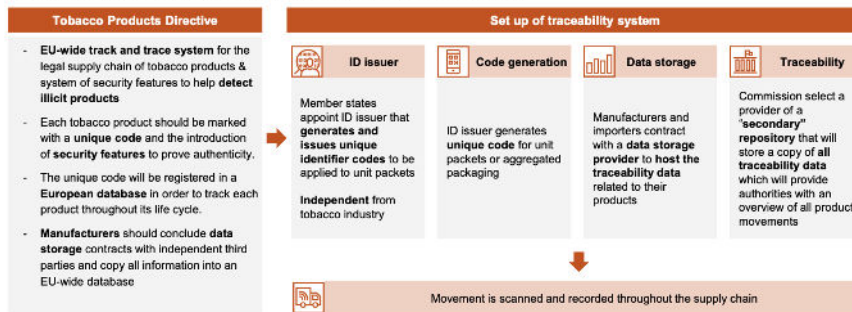 Tobacco Products Directive
- EU-wide track and trace system for the
legal supply chain of tobacco products &
system of security features to help detect
illicit products
- Each tobacco product should be marked
with a unique code and the introduction
of security features to prove authenticity.
- The unique code will be registered in a
European database in order to track each
product throughout its life cycle.
- Manufacturers should conclude data
storage contracts with independent third
parties and copy all information into an
EU-wide database
Set up of traceability system
ID issuer
Member states
appoint ID issuer that
generates and
issues unique
identifier codes to be
applied to unit packets
Independent from
tobacco industry
Code generation
ID issuer generates
unique code for unit
packets or aggregated
packaging
Data storage
Manufacturers and
importers contract
with a data storage
provider to host the
traceability data
related to their
products
Traceability
Commission select a
provider of a
"secondary"
repository that will
store a copy of all
traceability data
which will provide
authorities with an
overview of all product
movements
Movement is scanned and recorded throughout the supply chain